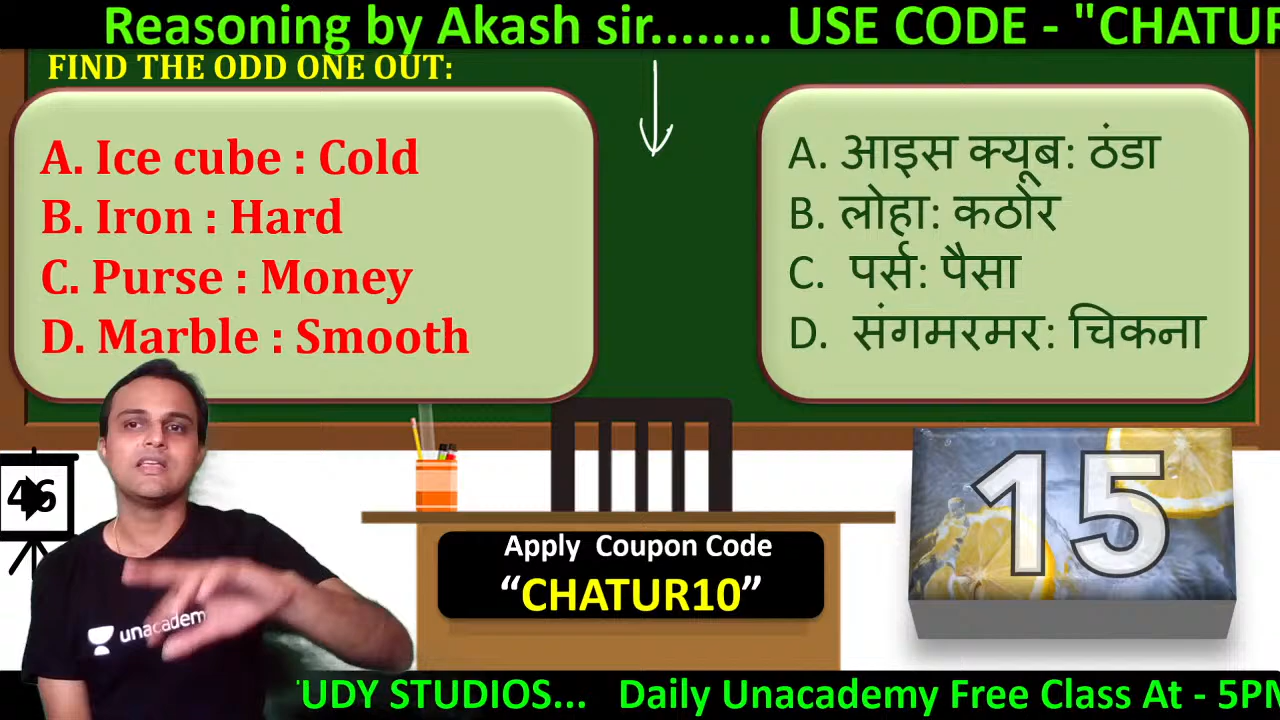 Reasoning by Akash sir........ USE CODE - "CHATUR
FIND THE ODD ONE OUT:
A. Ice cube : Cold
B. Iron : Hard
C. Purse : Money
D. Marble : Smooth
A. आइस क्यूब: ठंडा
B. लोहा: कठोर
C. पर्स: पैसा
D. संगमरमर: चिकना
46
15
Apply Coupon Code
“CHATUR10”
unacadem
UDY STUDIOS... Daily Unacademy Free Class At - 5PM